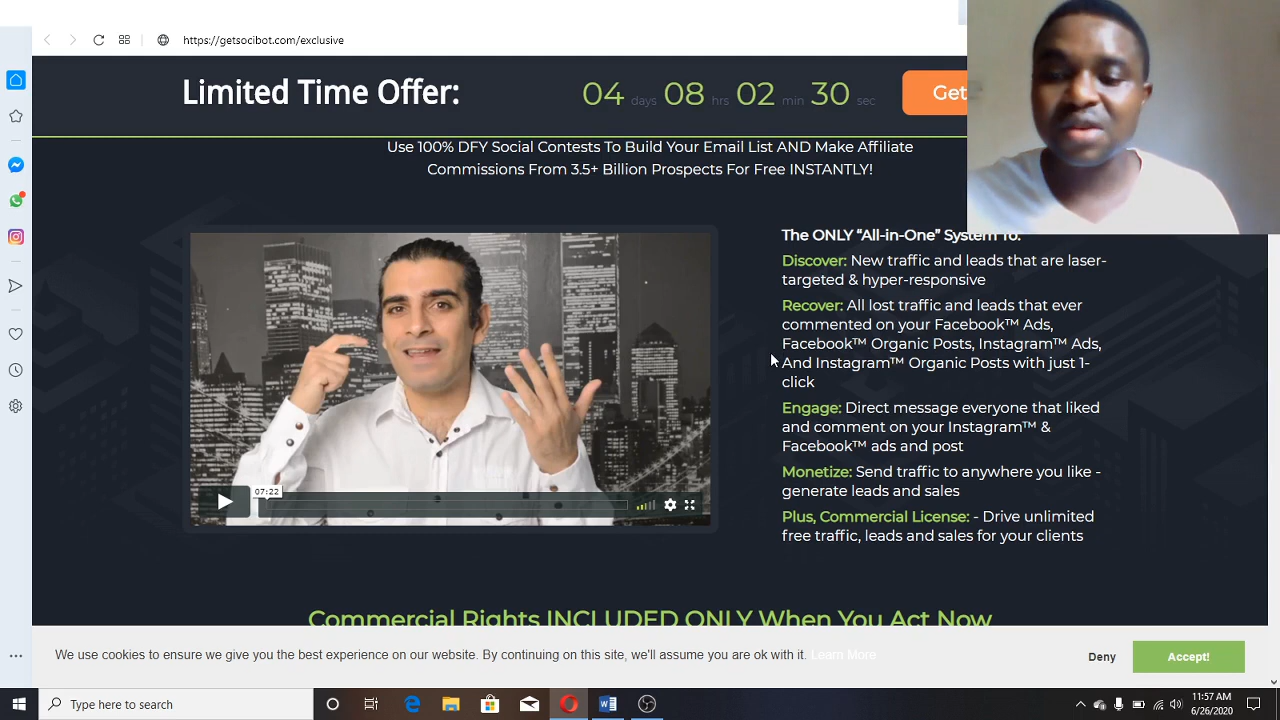 https://getsocibot.com/exclusive
Limited Time Offer:
04 days 08 hrs 02 min 30 sec
Get
Use 100% DFY Social Contests To Build Your Email List AND Make Affiliate
Commissions From 3.5+ Billion Prospects For Free INSTANTLY!
The ONLY “All-in-One” System To:
Discover: New traffic and leads that are laser-
targeted & hyper-responsive
Recover: All lost traffic and leads that ever
commented on your Facebook™ Ads,
Facebook™ Organic Posts, Instagram™ Ads,
And Instagram™ Organic Posts with just 1-
click
Engage: Direct message everyone that liked
and comment on your Instagram™ &
Facebook™ ads and post
Monetize: Send traffic to anywhere you like -
generate leads and sales
Plus, Commercial License: - Drive unlimited
free traffic, leads and sales for your clients
07:22
Commercial Rights INCLUDED ONLY When You Act Now
We use cookies to ensure we give you the best experience on our website. By continuing on this site, we'll assume you are ok with it. Learn More
Deny
Accept!
Type here to search
11:57 AM
6/26/2020